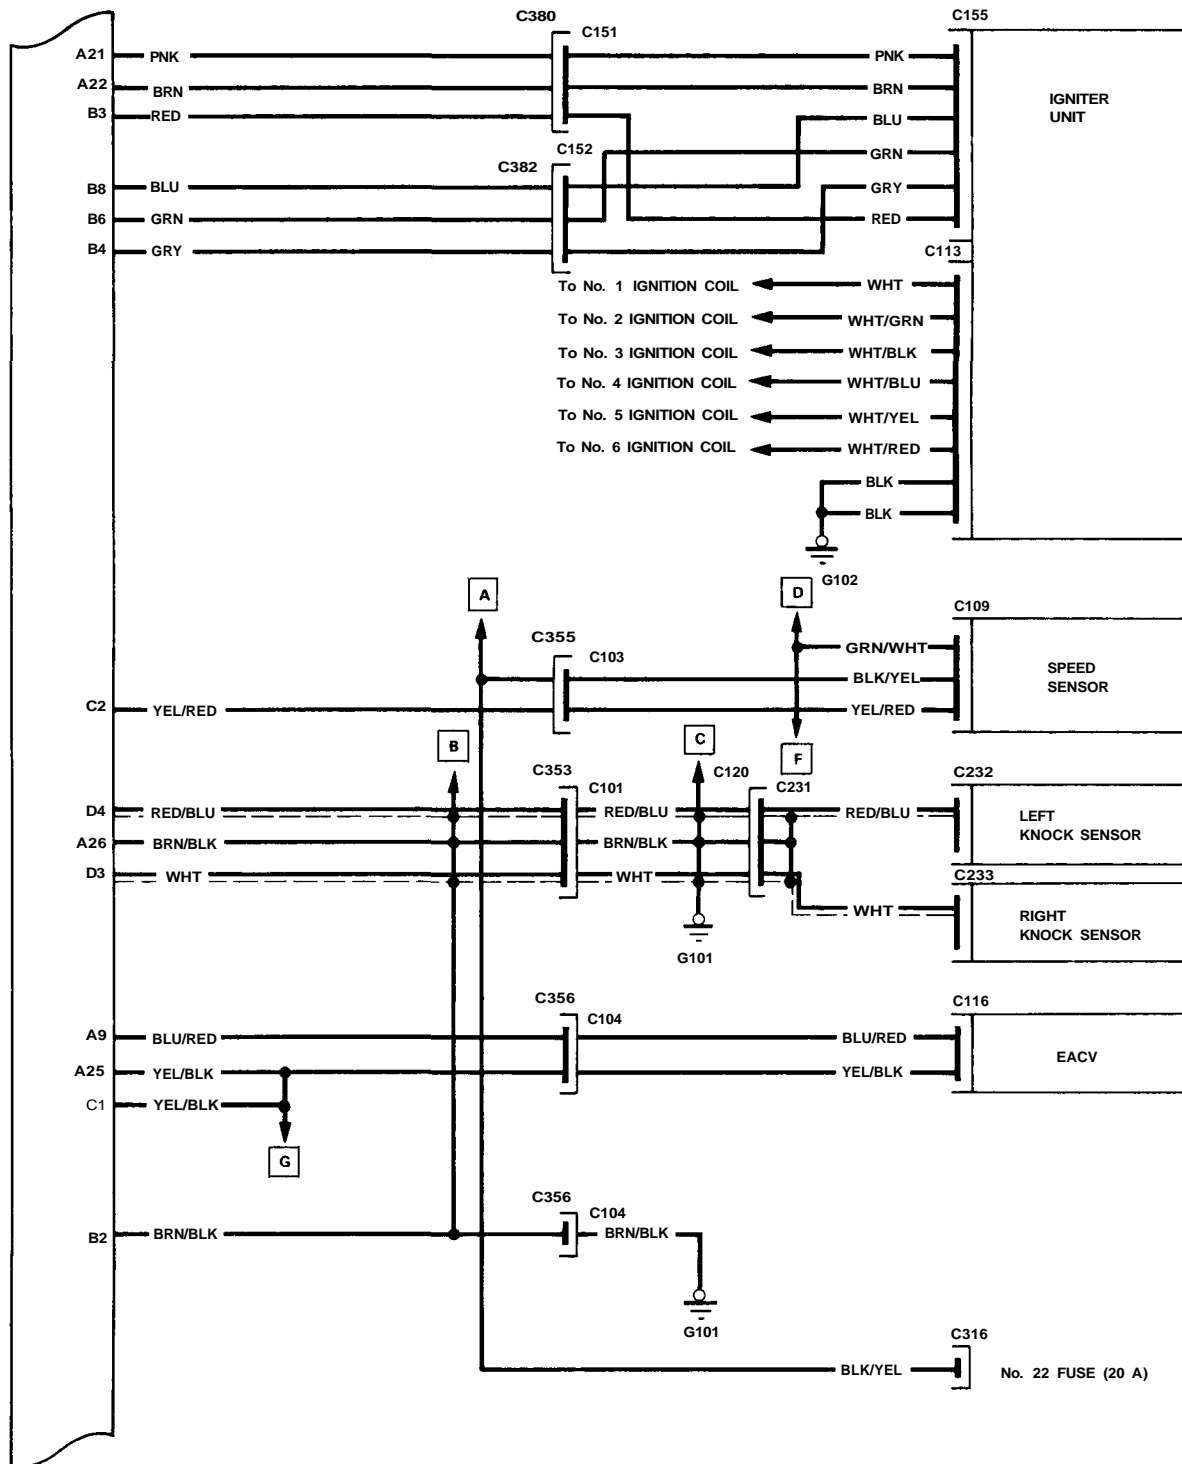 C380
C151
C155
A21 PNK PNK
A22 BRN BRN
IGNITER
UNIT
B3 RED BLU
C152
GRN
C382
B8 BLU GRY
B6 GRN RED
B4 GRY
C113
To No. 1 IGNITION COIL WHT
To No. 2 IGNITION COIL WHT/GRN
To No. 3 IGNITION COIL WHT/BLK
To No. 4 IGNITION COIL WHT/BLU
To No. 5 IGNITION COIL WHT/YEL
To No. 6 IGNITION COIL WHT/RED
BLK
BLK
G102
A
D
C109
C355
C103
GRN/WHT
BLK/YEL
SPEED
SENSOR
C2 YEL/RED YEL/RED
B
C
F
C353
C101
C120
C231
C232
D4 RED/BLU RED/BLU RED/BLU
LEFT
KNOCK SENSOR
A26 BRN/BLK BRN/BLK
D3 WHT WHT
C233
WHT
RIGHT
KNOCK SENSOR
G101
C356
C104
C116
A9 BLU/RED BLU/RED
EACV
A25 YEL/BLK YEL/BLK
C1 YEL/BLK
G
C356
C104
B2 BRN/BLK BRN/BLK
G101
C316
BLK/YEL No. 22 FUSE (20 A)